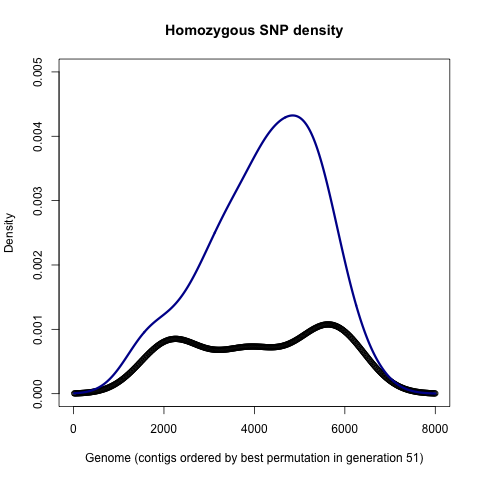 Homozygous SNP density
Density
0.005
0.004
0.003
0.002
0.001
0.000
0 2000 4000 6000 8000
Genome (contigs ordered by best permutation in generation 51)